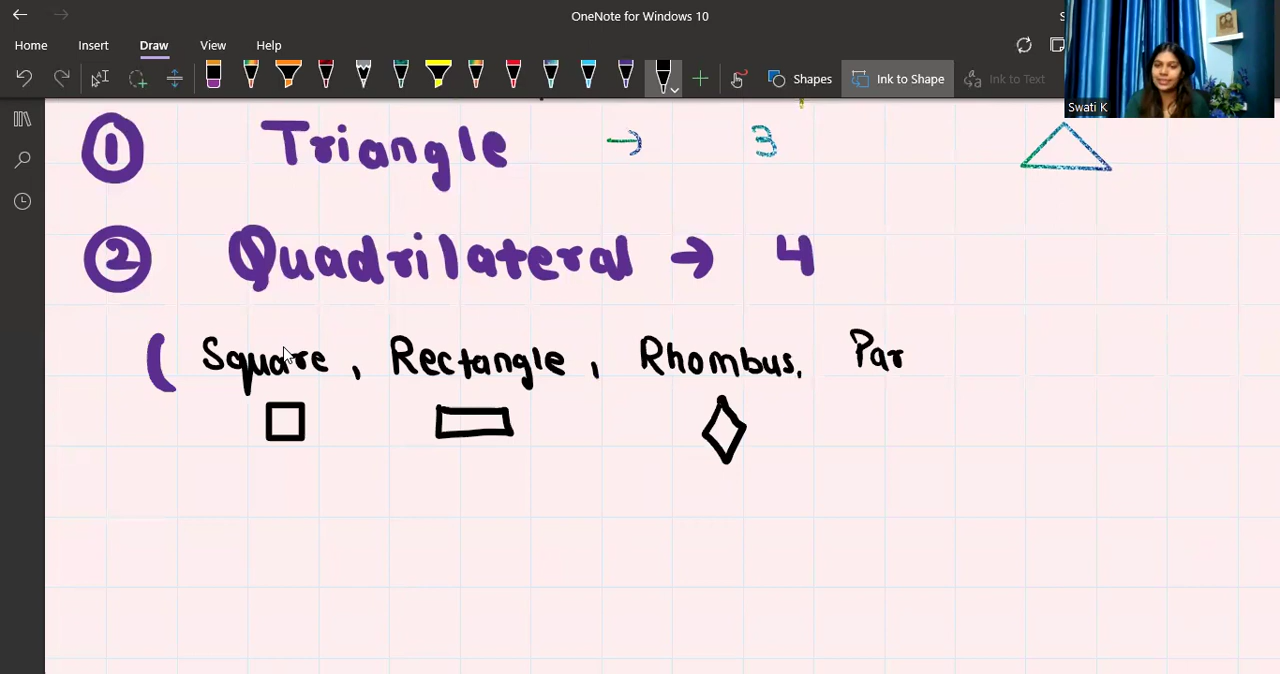 OneNote for Windows 10
Home Insert Draw View Help
Shapes Ink to Shape Ink to Text
Swati K
① Triangle → 3
② Quadrilateral → 4
( Square, Rectangle, Rhombus, Par